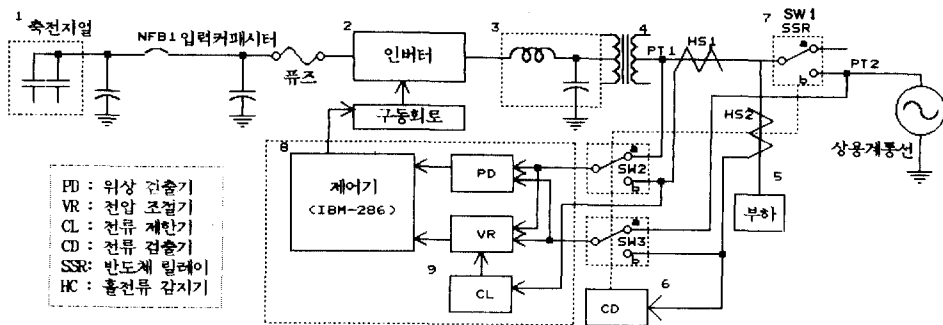 1
축전지열
NFB1 입력커패시터
퓨즈
2
인버터
3
4
PT1
HS1
7
SW1
SSR
a
b
PT2
HS2
상용계통선
구동회로
8
제어기
(IBM-286)
PD
VR
9
CL
a
SW2
b
a
SW3
b
5
부하
6
CD
PD : 위상 검출기
VR : 전압 조절기
CL : 전류 제한기
CD : 전류 검출기
SSR: 반도체 릴레이
HC : 홀전류 감지기